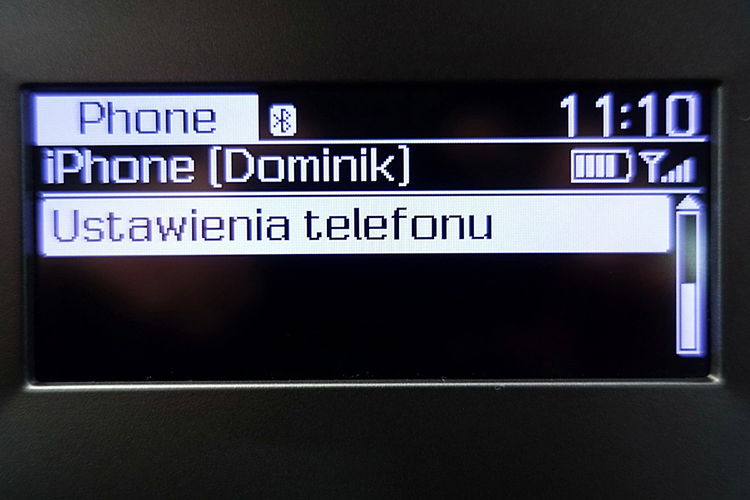 Phone 11:10
iPhone [Dominik]
Ustawienia telefonu